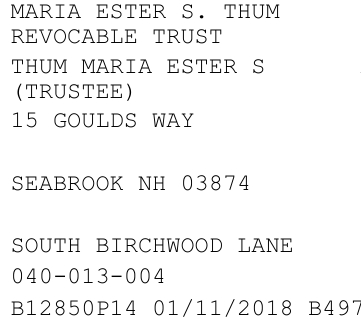 MARIA ESTER S. THUM
REVOCABLE TRUST
THUM MARIA ESTER S
(TRUSTEE)
15 GOULDS WAY
SEABROOK NH 03874
SOUTH BIRCHWOOD LANE
040-013-004
B12850P14 01/11/2018 B497